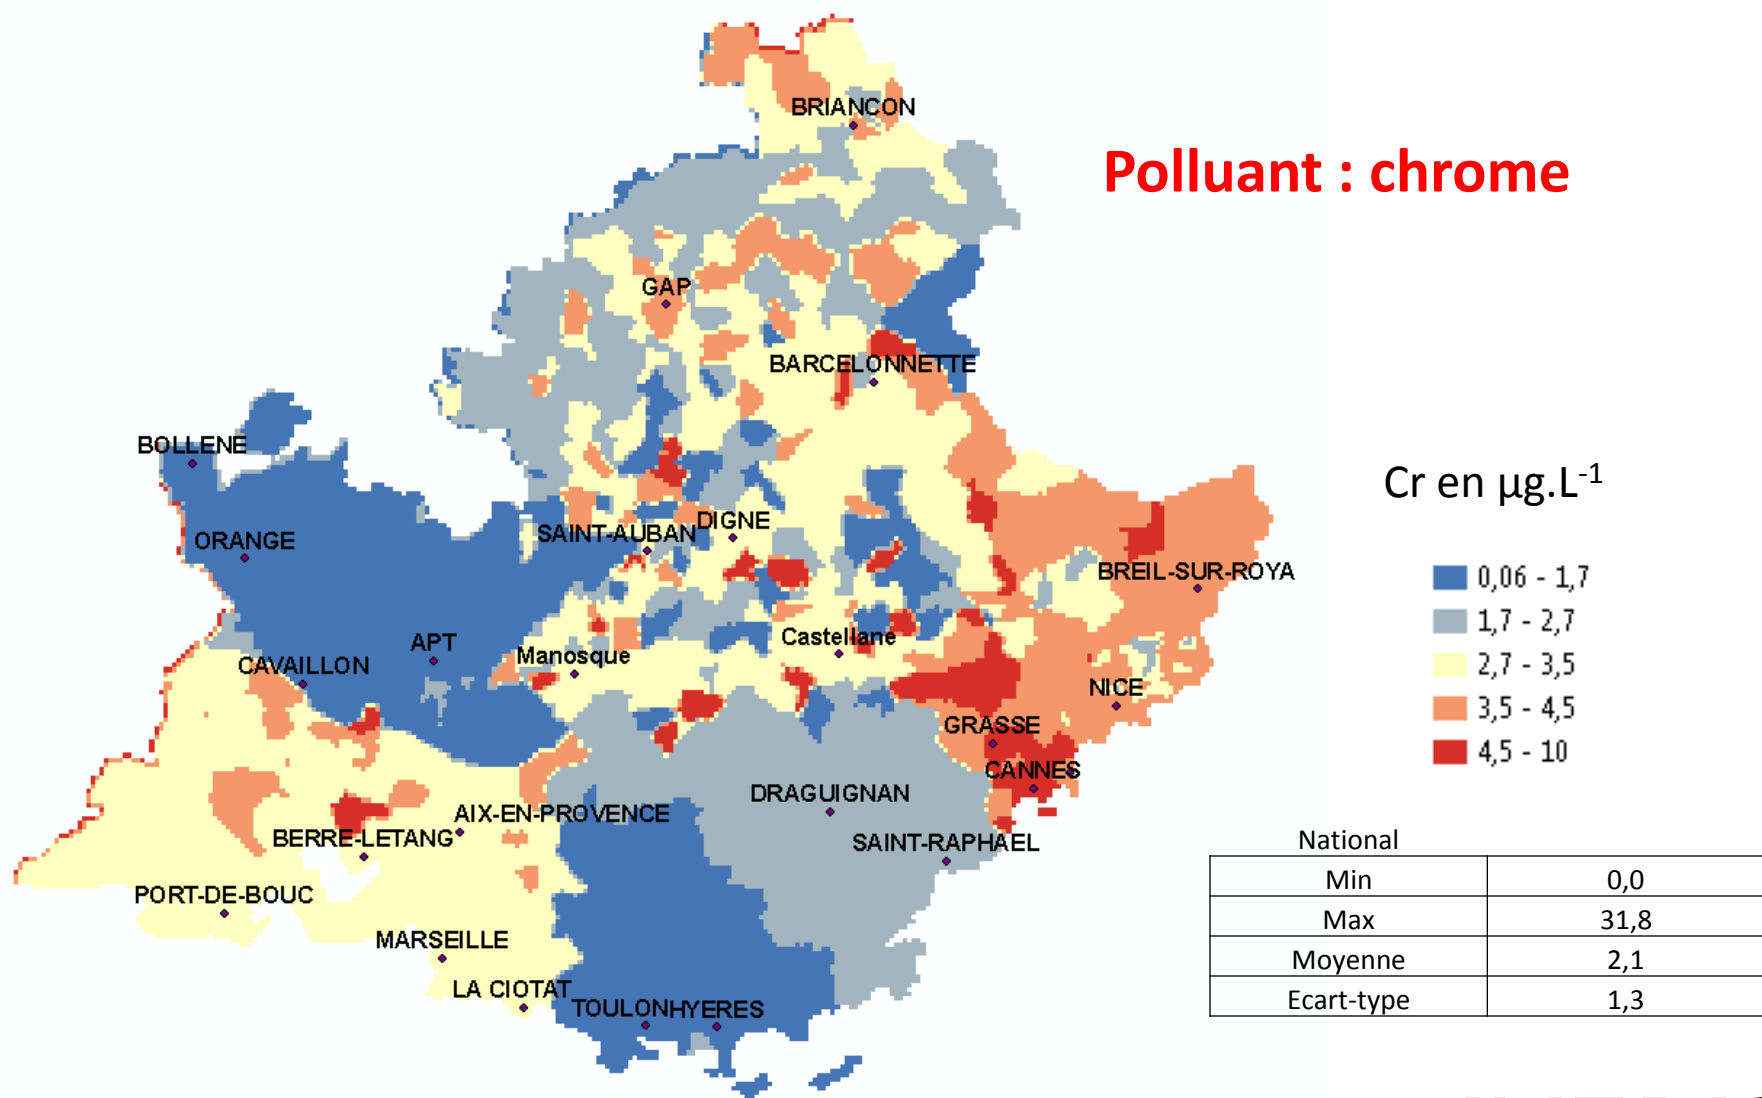 BRIANCON
Polluant : chrome
GAP
BARCELONNETTE
BOLLENE
Cr en µg.L-1
ORANGE
SAINT-AUBAN
DIGNE
BREIL-SUR-ROYA
0,06 - 1,7
1,7 - 2,7
2,7 - 3,5
3,5 - 4,5
4,5 - 10
APT
Castellane
Manosque
CAVAILLON
NICE
GRASSE
CANNES
DRAGUIGNAN
AIX-EN-PROVENCE
BERRE-LETANG
SAINT-RAPHAEL
PORT-DE-BOUC
MARSEILLE
LA CIOTAT
TOULON
HYERES
National
Min 0,0
Max 31,8
Moyenne 2,1
Ecart-type 1,3